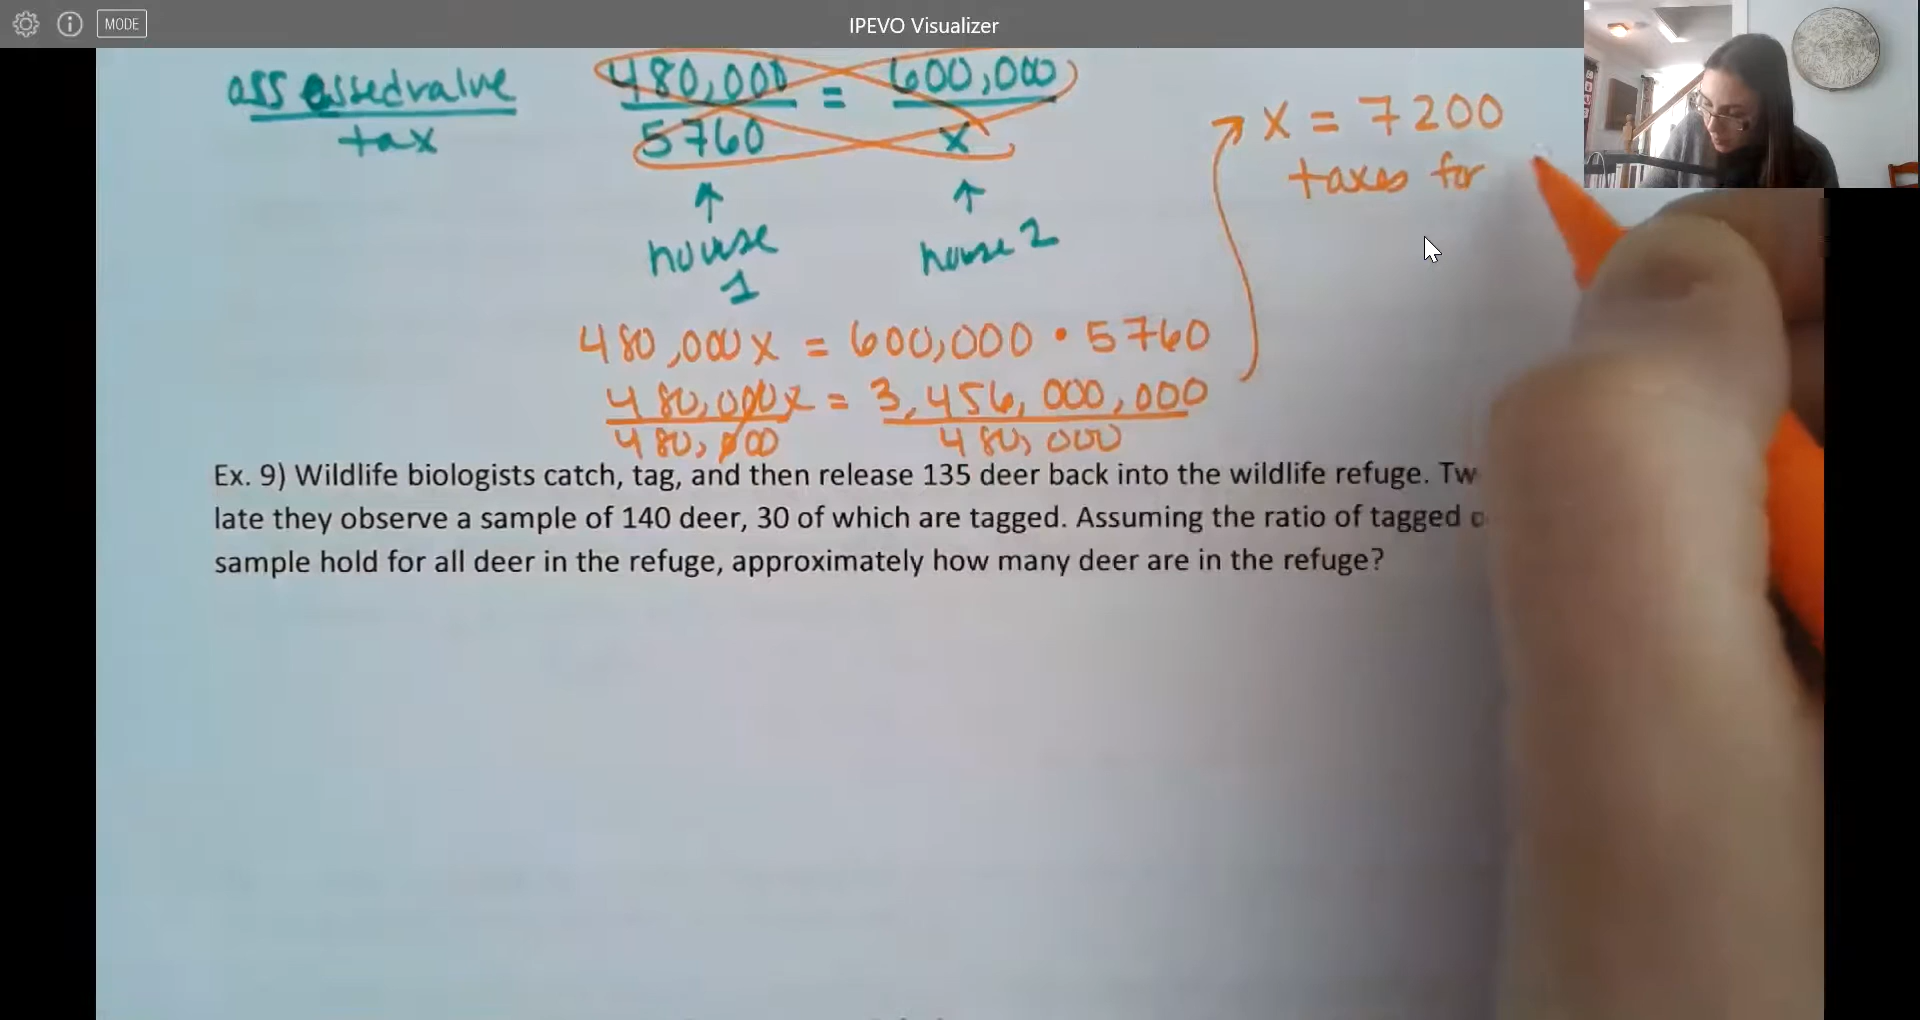 MODE
IPEVO Visualizer
assessed value / tax
480,000 / 5760 = 600,000 / x
house 1
house 2
x = 7200
taxes for
480,000x = 600,000 · 5760
480,000x / 480,000 = 3,456,000,000 / 480,000
Ex. 9) Wildlife biologists catch, tag, and then release 135 deer back into the wildlife refuge. Tw
late they observe a sample of 140 deer, 30 of which are tagged. Assuming the ratio of tagged
sample hold for all deer in the refuge, approximately how many deer are in the refuge?